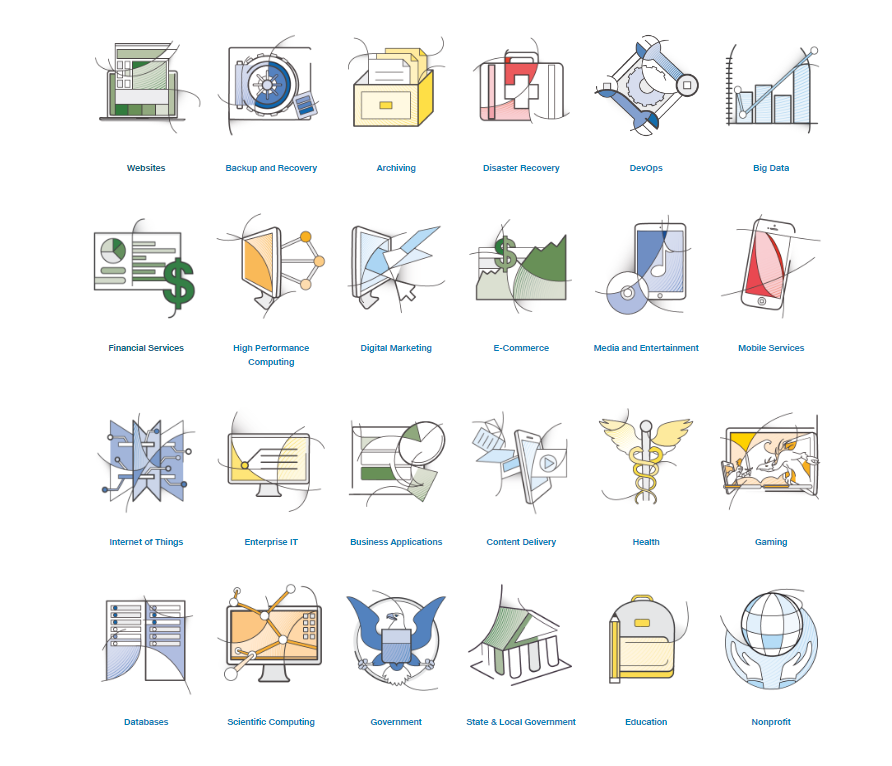 Websites
Backup and Recovery
Archiving
Disaster Recovery
DevOps
Big Data
Financial Services
High Performance
Computing
Digital Marketing
E-Commerce
Media and Entertainment
Mobile Services
Internet of Things
Enterprise IT
Business Applications
Content Delivery
Health
Gaming
Databases
Scientific Computing
Government
State & Local Government
Education
Nonprofit